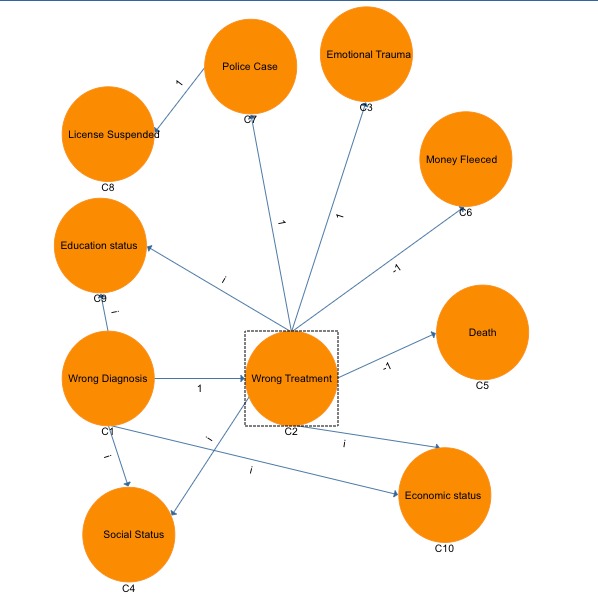 Emotional Trauma
C3
Police Case
C7
1
License Suspended
C8
Money Fleeced
C6
1
1
-1
Education status
C9
i
i
Death
C5
-1
Wrong Diagnosis
C1
1
Wrong Treatment
C2
i
i
i
i
Economic status
C10
Social Status
C4